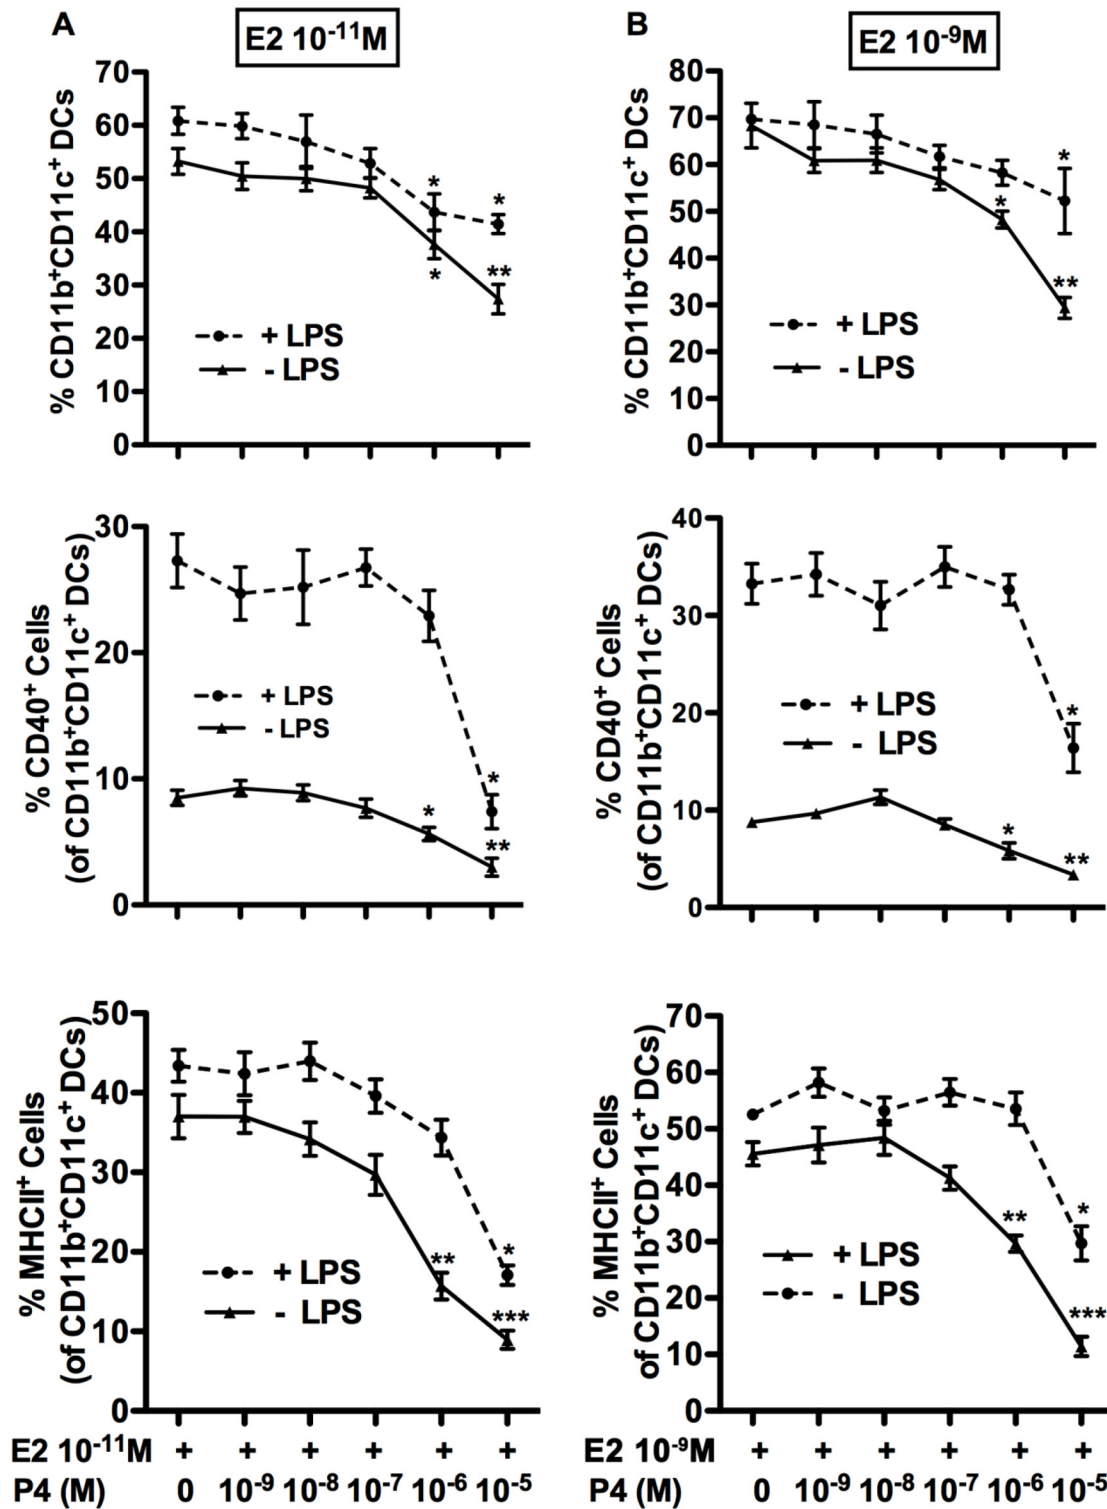 A
E2 10⁻¹¹M
B
E2 10⁻⁹M
% CD11b⁺CD11c⁺ DCs
70
60
50
40
30
20
10
0
* *
* **
+ LPS
- LPS
% CD11b⁺CD11c⁺ DCs
80
70
60
50
40
30
20
10
0
*
* **
+ LPS
- LPS
% CD40⁺ Cells
(of CD11b⁺CD11c⁺ DCs)
30
20
10
0
+ LPS
- LPS
*
* **
% CD40⁺ Cells
(of CD11b⁺CD11c⁺ DCs)
40
30
20
10
0
+ LPS
- LPS
*
* **
% MHCII⁺ Cells
(of CD11b⁺CD11c⁺ DCs)
50
40
30
20
10
0
+ LPS
- LPS
** *
***
% MHCII⁺ Cells
of CD11b⁺CD11c⁺ DCs)
70
60
50
40
30
20
10
0
+ LPS
- LPS
** *
***
E2 10⁻¹¹M + + + + + +
P4 (M) 0 10⁻⁹ 10⁻⁸ 10⁻⁷ 10⁻⁶ 10⁻⁵
E2 10⁻⁹M + + + + + +
P4 (M) 0 10⁻⁹ 10⁻⁸ 10⁻⁷ 10⁻⁶ 10⁻⁵